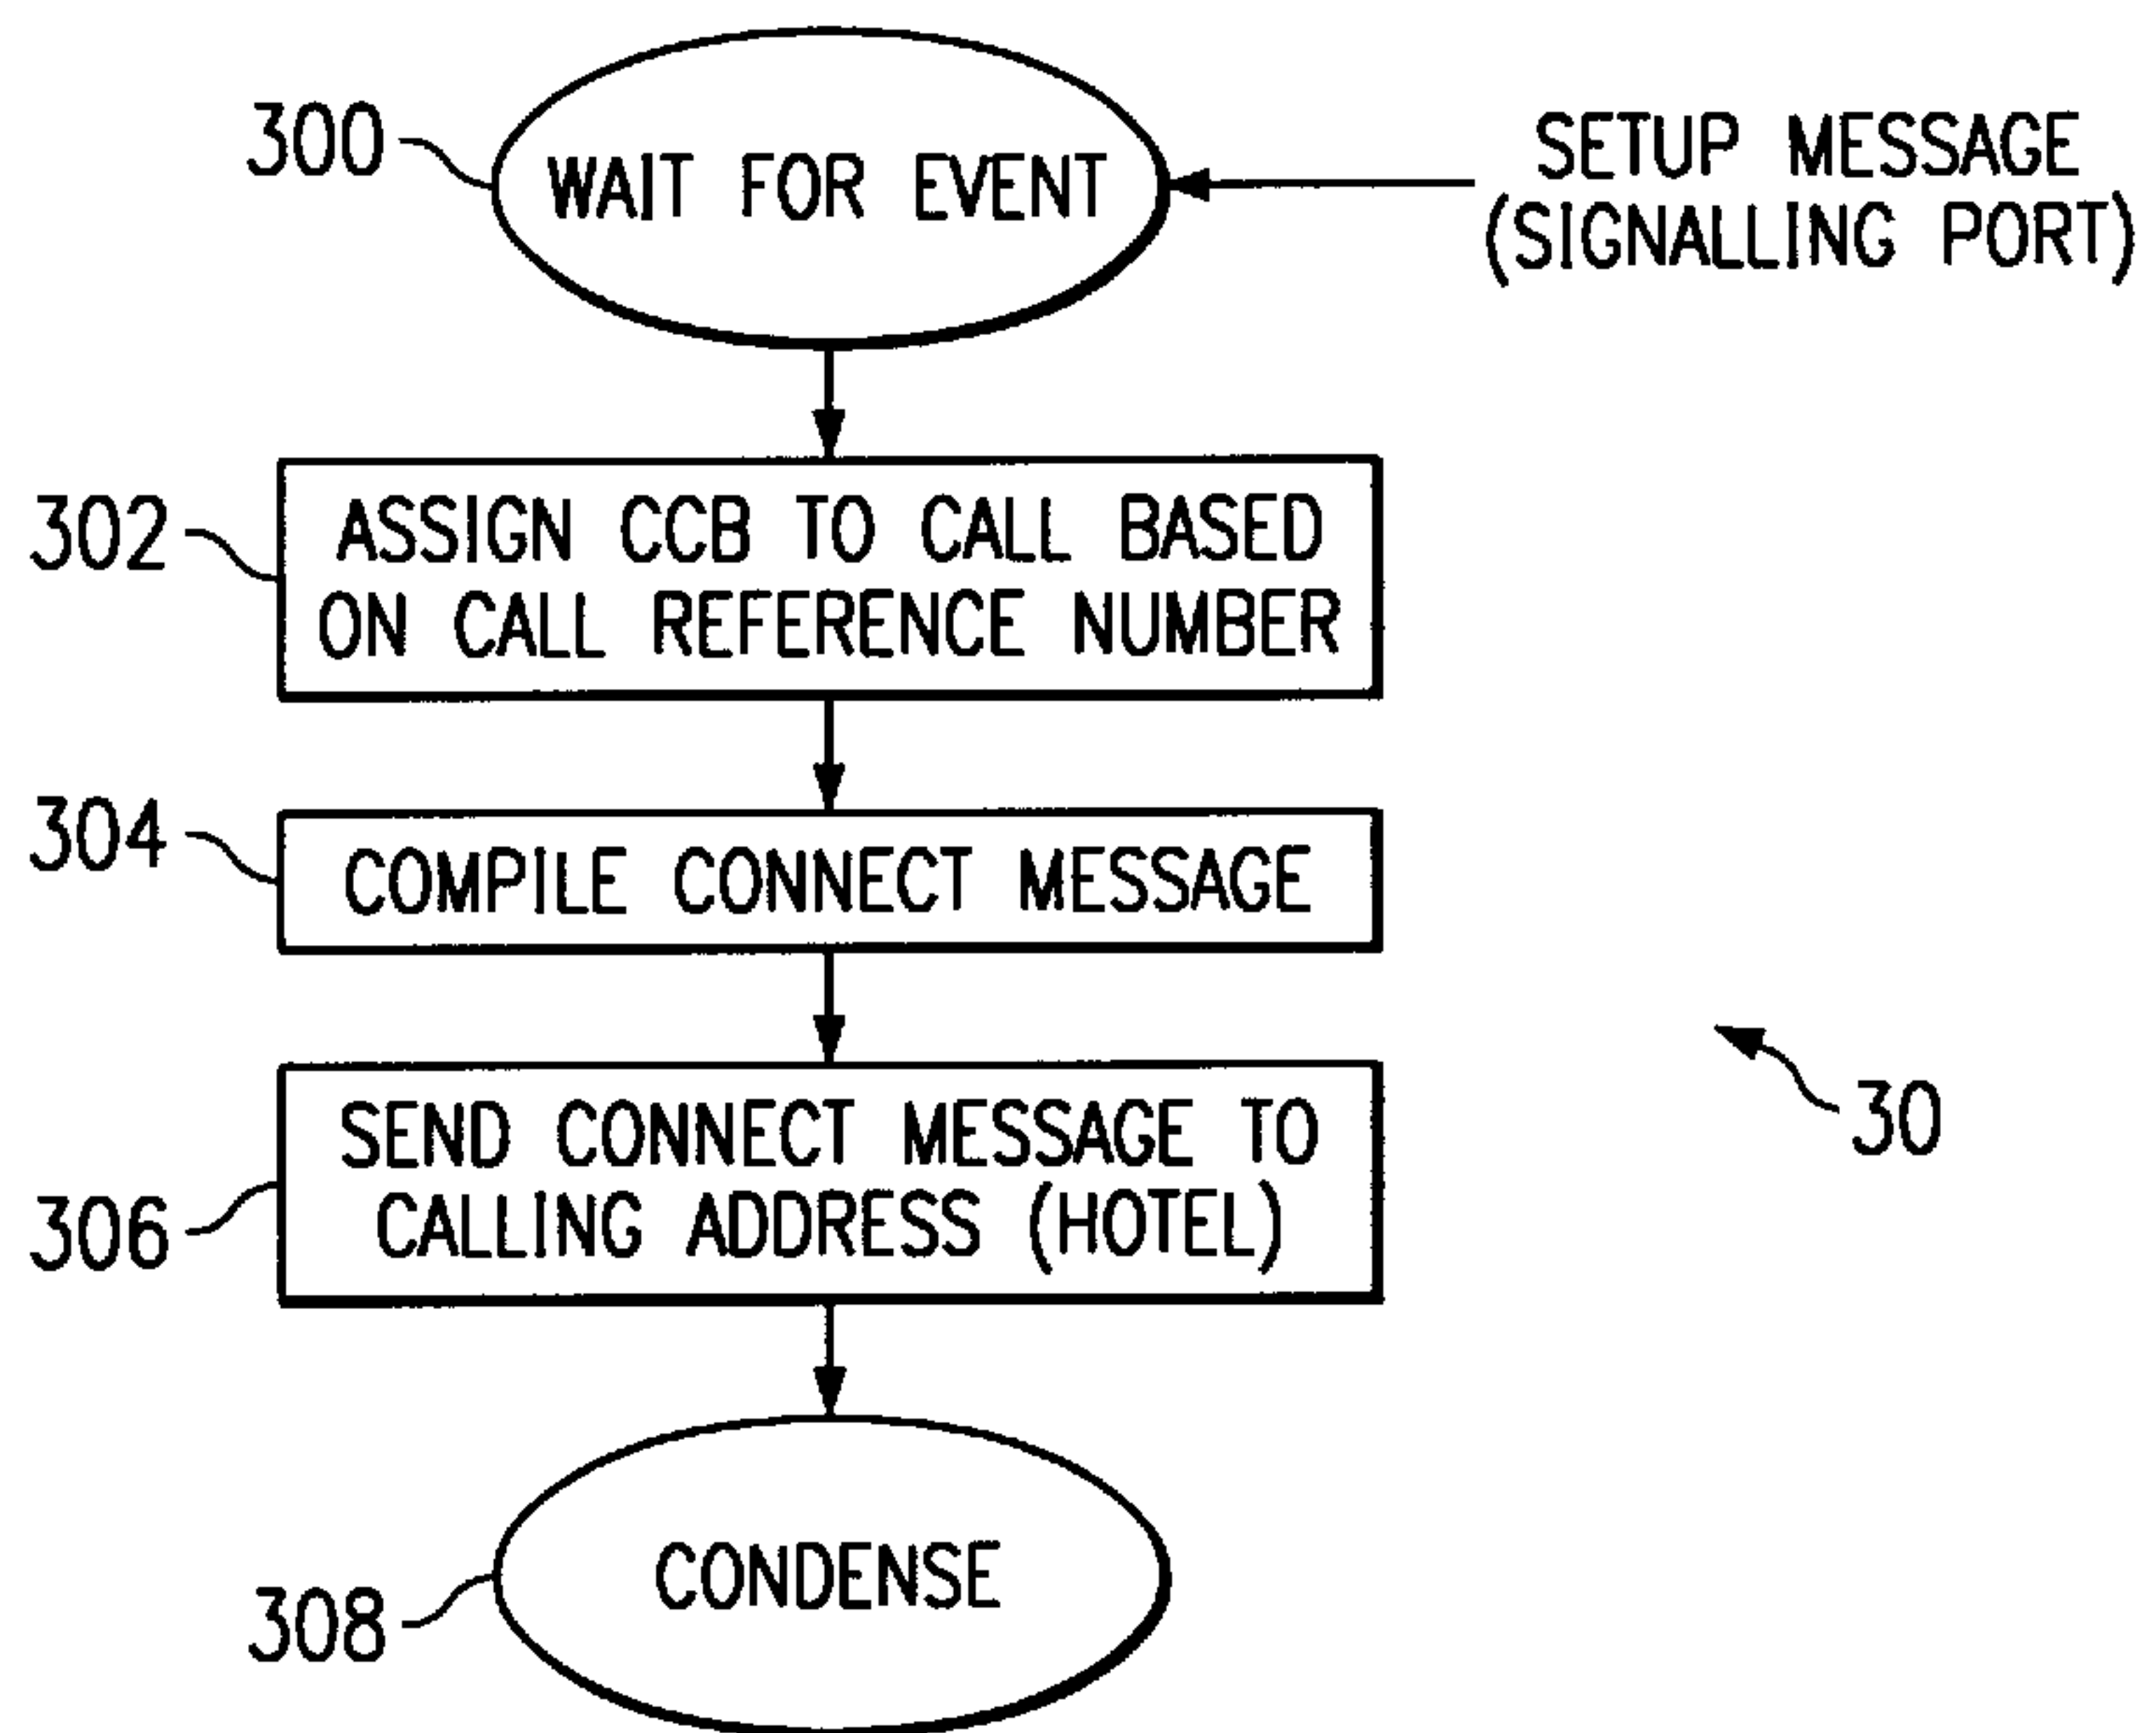 300
WAIT FOR EVENT
SETUP MESSAGE
(SIGNALLING PORT)
302
ASSIGN CCB TO CALL BASED
ON CALL REFERENCE NUMBER
304
COMPILE CONNECT MESSAGE
306
SEND CONNECT MESSAGE TO
CALLING ADDRESS (HOTEL)
30
308
CONDENSE